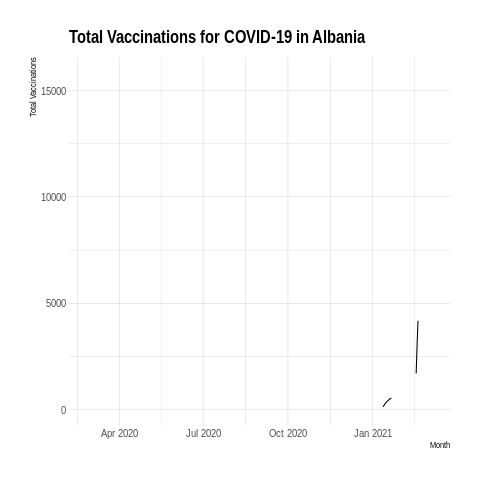 Total Vaccinations for COVID-19 in Albania
Total Vaccinations
15000
10000
5000
0
Apr 2020
Jul 2020
Oct 2020
Jan 2021
Month